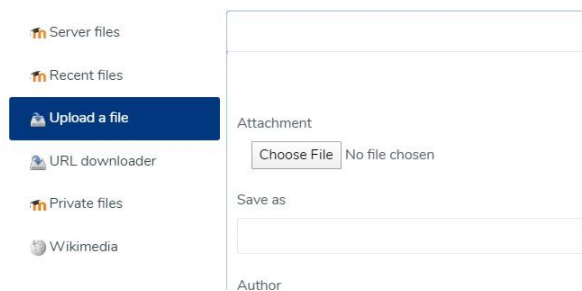 Server files
Recent files
Upload a file
URL downloader
Private files
Wikimedia
Attachment
Choose File No file chosen
Save as
Author